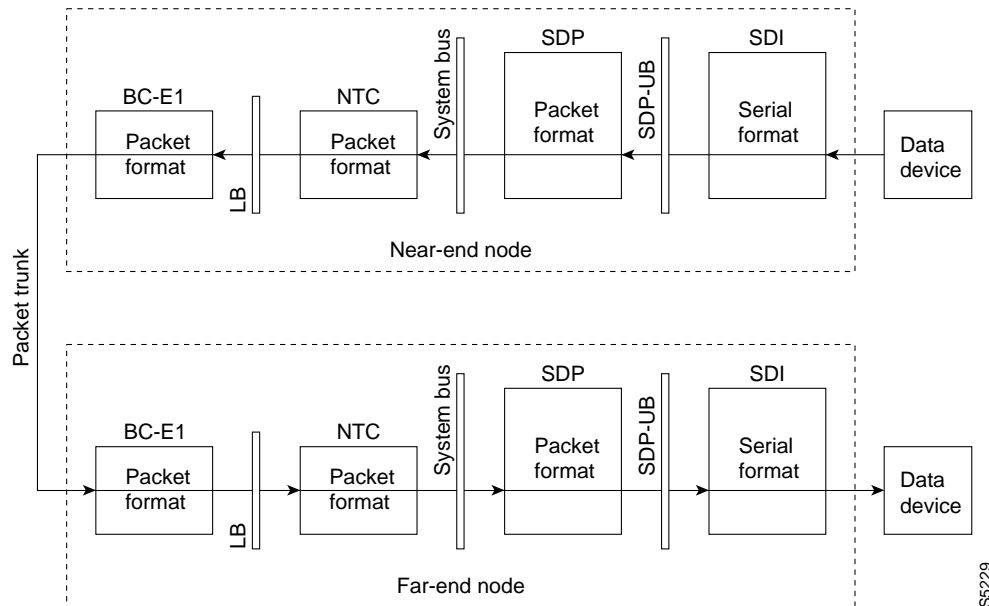 SDP
SDI
System bus
SDP-UB
BC-E1
NTC
Packet
format
Serial
format
Packet
format
Packet
format
Data
device
LB
Near-end node
Packet trunk
SDP
SDI
System bus
SDP-UB
BC-E1
NTC
Packet
format
Serial
format
Packet
format
Packet
format
Data
device
LB
Far-end node
S5229